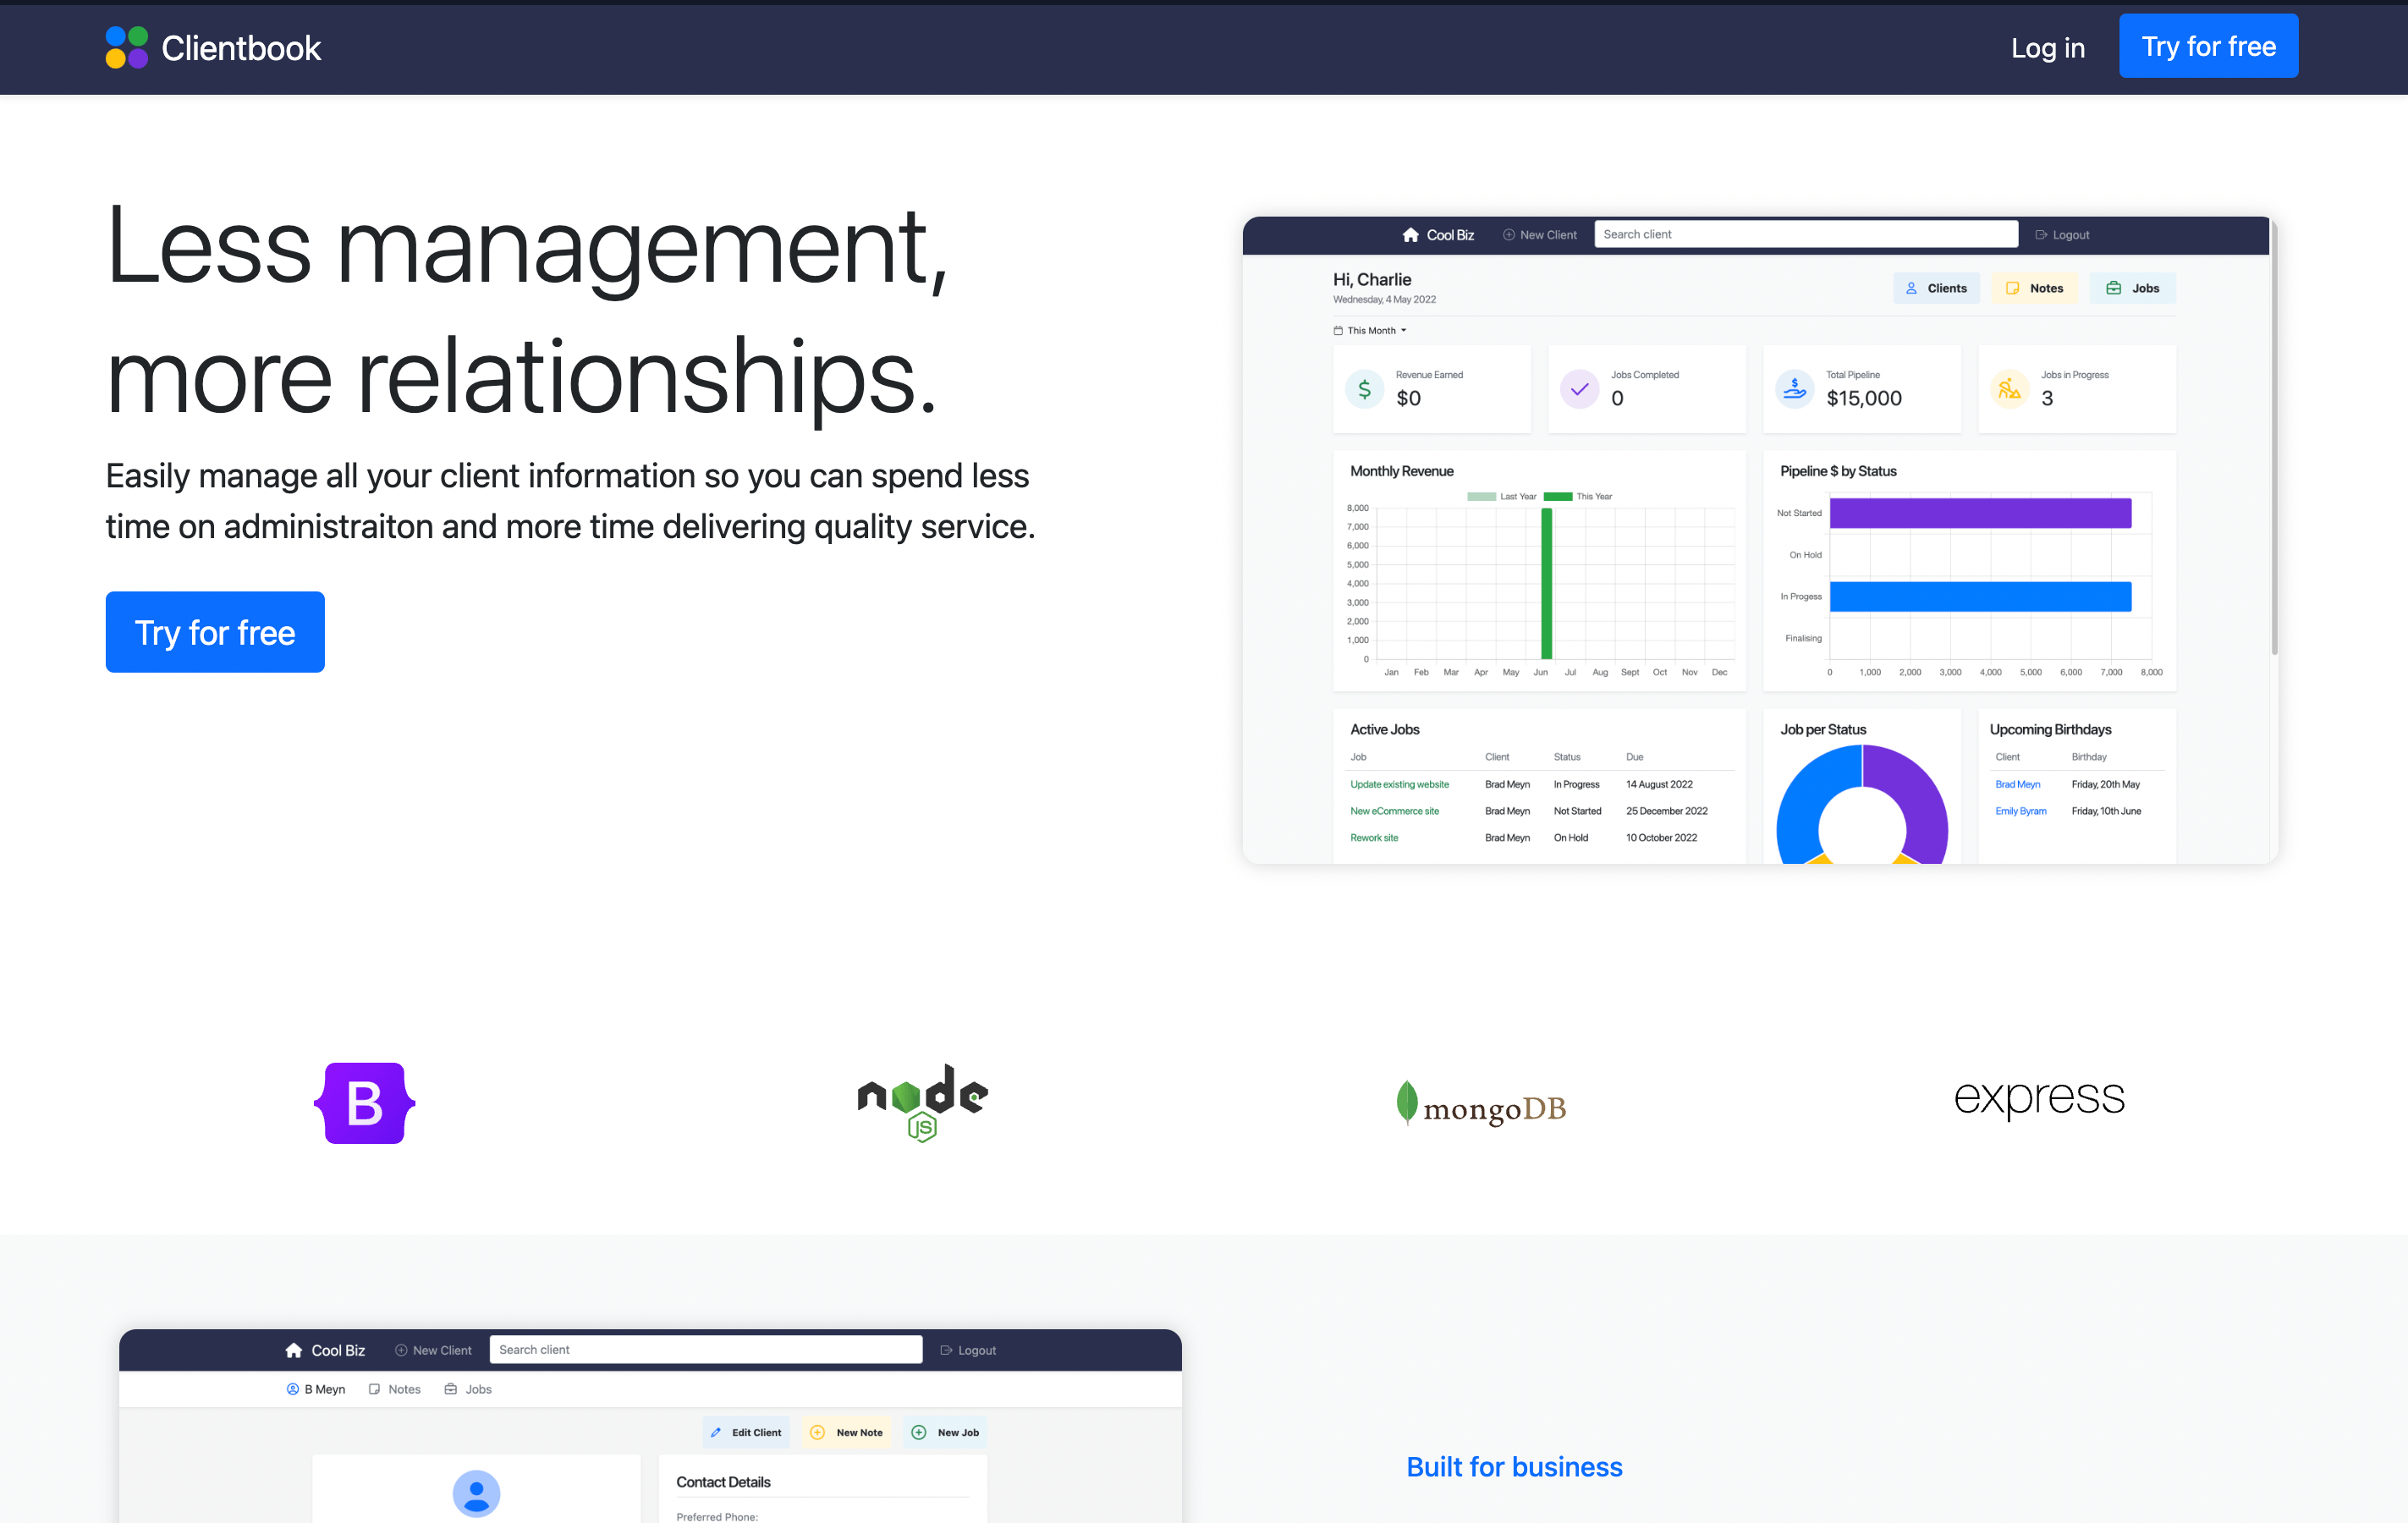 Clientbook
Log in
Try for free
Less management,
more relationships.
Easily manage all your client information so you can spend less
time on administraiton and more time delivering quality service.
Try for free
Cool Biz
New Client
Search client
Logout
Hi, Charlie
Wednesday, 4 May 2022
Clients
Notes
Jobs
This Month
Revenue Earned
$0
Jobs Completed
0
Total Pipeline
$15,000
Jobs in Progress
3
Monthly Revenue
Last Year
This Year
8,000
7,000
6,000
5,000
4,000
3,000
2,000
1,000
0
Jan Feb Mar Apr May Jun Jul Aug Sept Oct Nov Dec
Pipeline $ by Status
Not Started
On Hold
In Progess
Finalising
0 1,000 2,000 3,000 4,000 5,000 6,000 7,000 8,000
Active Jobs
Job Client Status Due
Update existing website Brad Meyn In Progress 14 August 2022
New eCommerce site Brad Meyn Not Started 25 December 2022
Rework site Brad Meyn On Hold 10 October 2022
Job per Status
Upcoming Birthdays
Client Birthday
Brad Meyn Friday, 20th May
Emily Byram Friday, 10th June
B
node
JS
mongoDB
express
Cool Biz
New Client
Search client
Logout
B Meyn
Notes
Jobs
Edit Client
New Note
New Job
Contact Details
Preferred Phone:
Built for business